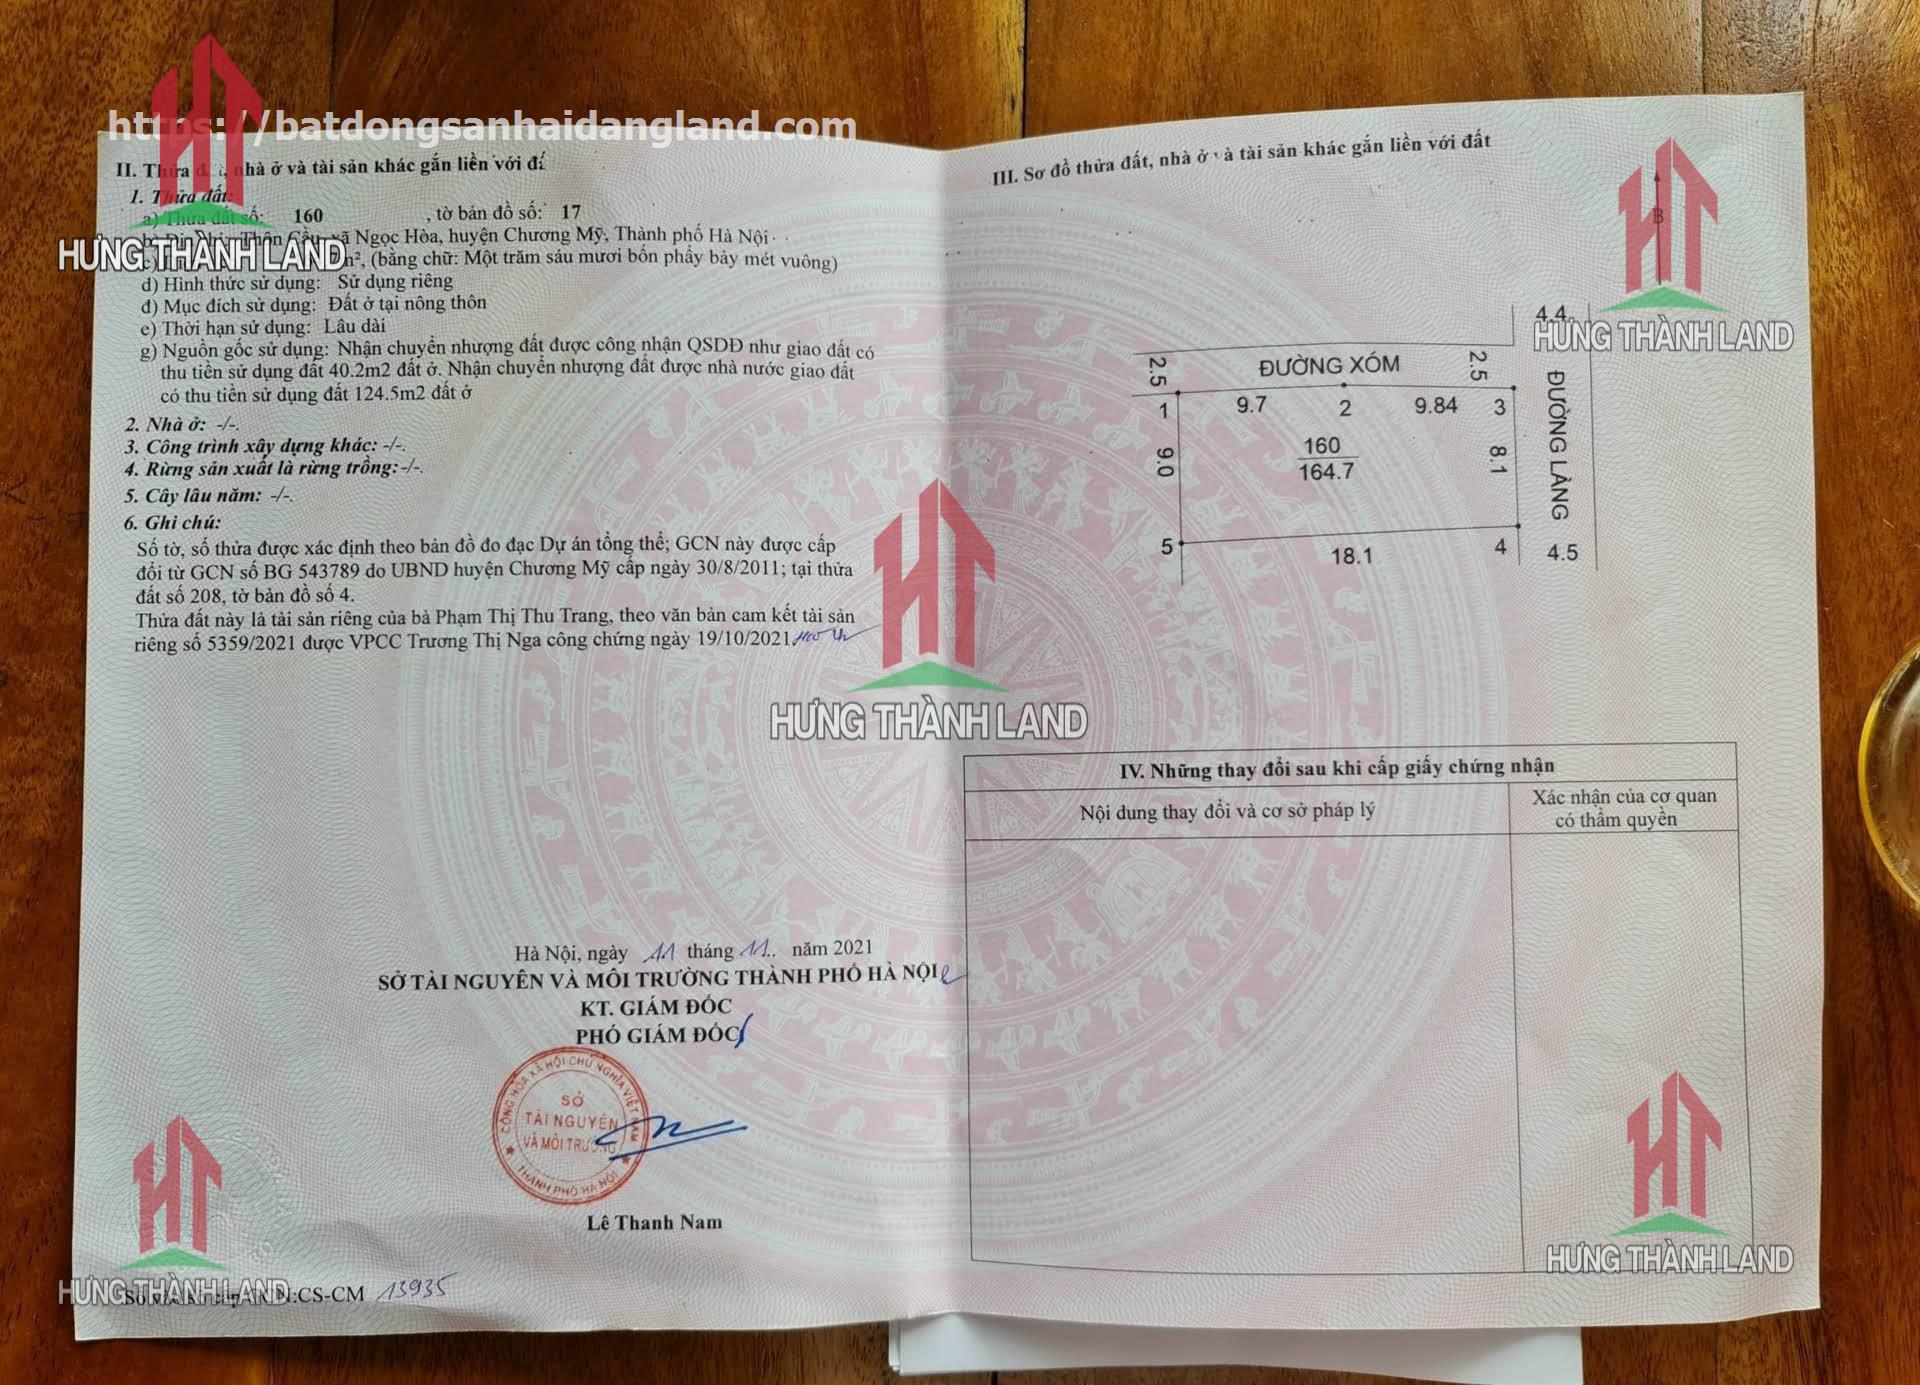 https://batdongsanhaidangland.com
II. Thửa đất, nhà ở và tài sản khác gắn liền với đấ
1. Thửa đất:
a) Thửa đất số: 160 , tờ bản đồ số: 17
Thôn Cầu, xã Ngọc Hòa, huyện Chương Mỹ, Thành phố Hà Nội
m², (bằng chữ: Một trăm sáu mươi bốn phẩy bảy mét vuông)
HƯNG THÀNH LAND
d) Hình thức sử dụng: Sử dụng riêng
đ) Mục đích sử dụng: Đất ở tại nông thôn
e) Thời hạn sử dụng: Lâu dài
g) Nguồn gốc sử dụng: Nhận chuyển nhượng đất được công nhận QSDĐ như giao đất có
thu tiền sử dụng đất 40.2m2 đất ở. Nhận chuyển nhượng đất được nhà nước giao đất
có thu tiền sử dụng đất 124.5m2 đất ở
2. Nhà ở: -/-.
3. Công trình xây dựng khác: -/-.
4. Rừng sản xuất là rừng trồng:-/-.
5. Cây lâu năm: -/-.
6. Ghi chú:
Số tờ, số thửa được xác định theo bản đồ đo đạc Dự án tổng thể; GCN này được cấp
đổi từ GCN số BG 543789 do UBND huyện Chương Mỹ cấp ngày 30/8/2011; tại thửa
đất số 208, tờ bản đồ số 4.
Thửa đất này là tài sản riêng của bà Phạm Thị Thu Trang, theo văn bản cam kết tài sản
riêng số 5359/2021 được VPCC Trương Thị Nga công chứng ngày 19/10/2021
Hà Nội, ngày 11 tháng 11.. năm 2021
SỞ TÀI NGUYÊN VÀ MÔI TRƯỜNG THÀNH PHỐ HÀ NỘI
KT. GIÁM ĐỐC
PHÓ GIÁM ĐỐC
CỘNG HÒA XÃ HỘI CHỦ NGHĨA VIỆT NAM
SỞ
TÀI NGUYÊN
VÀ MÔI TRƯỜNG
THÀNH PHỐ HÀ NỘI
Lê Thanh Nam
HƯNG THÀNH LAND
Số vào sổ cấp GCN:CS-CM 13935
III. Sơ đồ thửa đất, nhà ở và tài sản khác gắn liền với đất
B
HƯNG THÀNH LAND
4.4
2.5 ĐƯỜNG XÓM 2.5
1 9.7 2 9.84 3
ĐƯỜNG LÀNG
9.0 160 8.1
164.7
5 18.1 4 4.5
HƯNG THÀNH LAND
IV. Những thay đổi sau khi cấp giấy chứng nhận
Nội dung thay đổi và cơ sở pháp lý
Xác nhận của cơ quan
có thẩm quyền
HƯNG THÀNH LAND